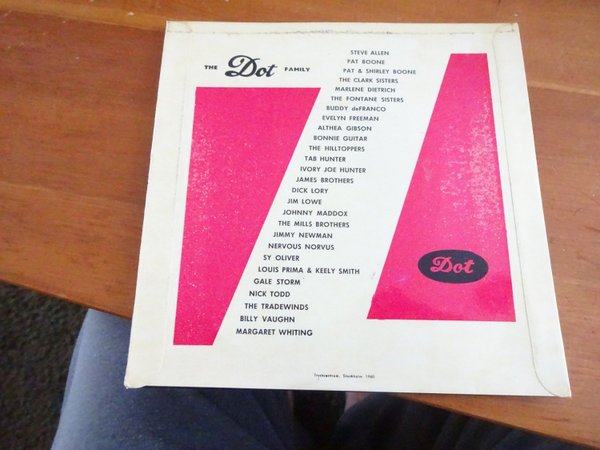 THE Dot FAMILY
STEVE ALLEN
PAT BOONE
PAT & SHIRLEY BOONE
THE CLARK SISTERS
MARLENE DIETRICH
THE FONTANE SISTERS
BUDDY deFRANCO
EVELYN FREEMAN
ALTHEA GIBSON
BONNIE GUITAR
THE HILLTOPPERS
TAB HUNTER
IVORY JOE HUNTER
JAMES BROTHERS
DICK LORY
JIM LOWE
JOHNNY MADDOX
THE MILLS BROTHERS
JIMMY NEWMAN
NERVOUS NORVUS
SY OLIVER
LOUIS PRIMA & KEELY SMITH
GALE STORM
NICK TODD
THE TRADEWINDS
BILLY VAUGHN
MARGARET WHITING
Dot
Stockholm 1960